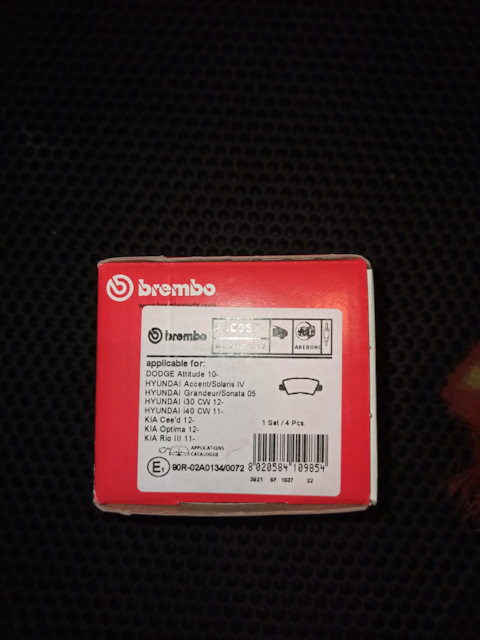 brembo
brembo
AKEBONO
applicable for:
DODGE Attitude 10-
HYUNDAI Accent/Solaris IV
HYUNDAI Grandeur/Sonata 05
HYUNDAI i30 CW 12-
HYUNDAI i40 CW 11-
KIA Cee'd 12-
KIA Optima 12-
KIA Rio III 11-
1 Set / 4 Pcs.
APPLICATIONS
CATALOGUE
E1 90R-02A0134/0072
8 020584 109854
3921 SF 1037 22